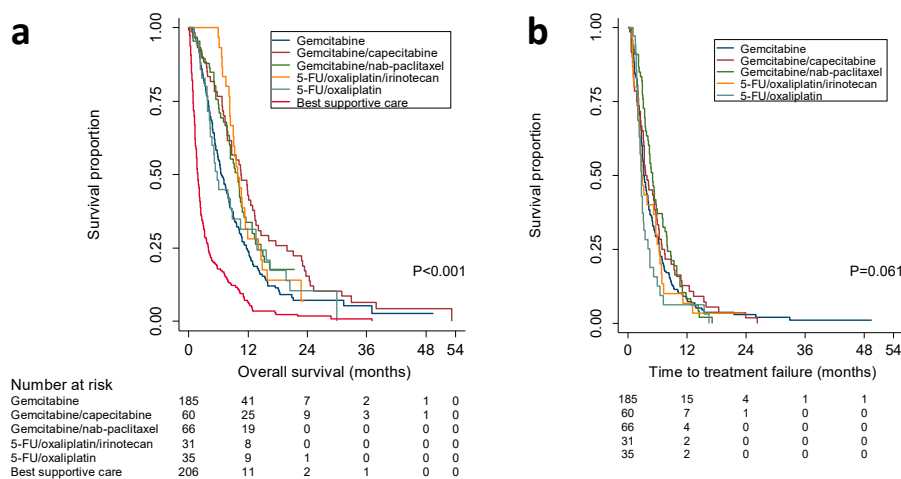 a
Survival proportion
1.00
0.75
0.50
0.25
0.00
Gemcitabine
Gemcitabine/capecitabine
Gemcitabine/nab-paclitaxel
5-FU/oxaliplatin/irinotecan
5-FU/oxaliplatin
Best supportive care
P<0.001
0 12 24 36 48 54
Overall survival (months)
Number at risk
Gemcitabine 185 41 7 2 1 0
Gemcitabine/capecitabine 60 25 9 3 1 0
Gemcitabine/nab-paclitaxel 66 19 0 0 0 0
5-FU/oxaliplatin/irinotecan 31 8 0 0 0 0
5-FU/oxaliplatin 35 9 1 0 0 0
Best supportive care 206 11 2 1 0 0
b
Survival proportion
1.00
0.75
0.50
0.25
0.00
Gemcitabine
Gemcitabine/capecitabine
Gemcitabine/nab-paclitaxel
5-FU/oxaliplatin/irinotecan
5-FU/oxaliplatin
P=0.061
0 12 24 36 48 54
Time to treatment failure (months)
185 15 4 1 1
60 7 1 0 0
66 4 0 0 0
31 2 0 0 0
35 2 0 0 0